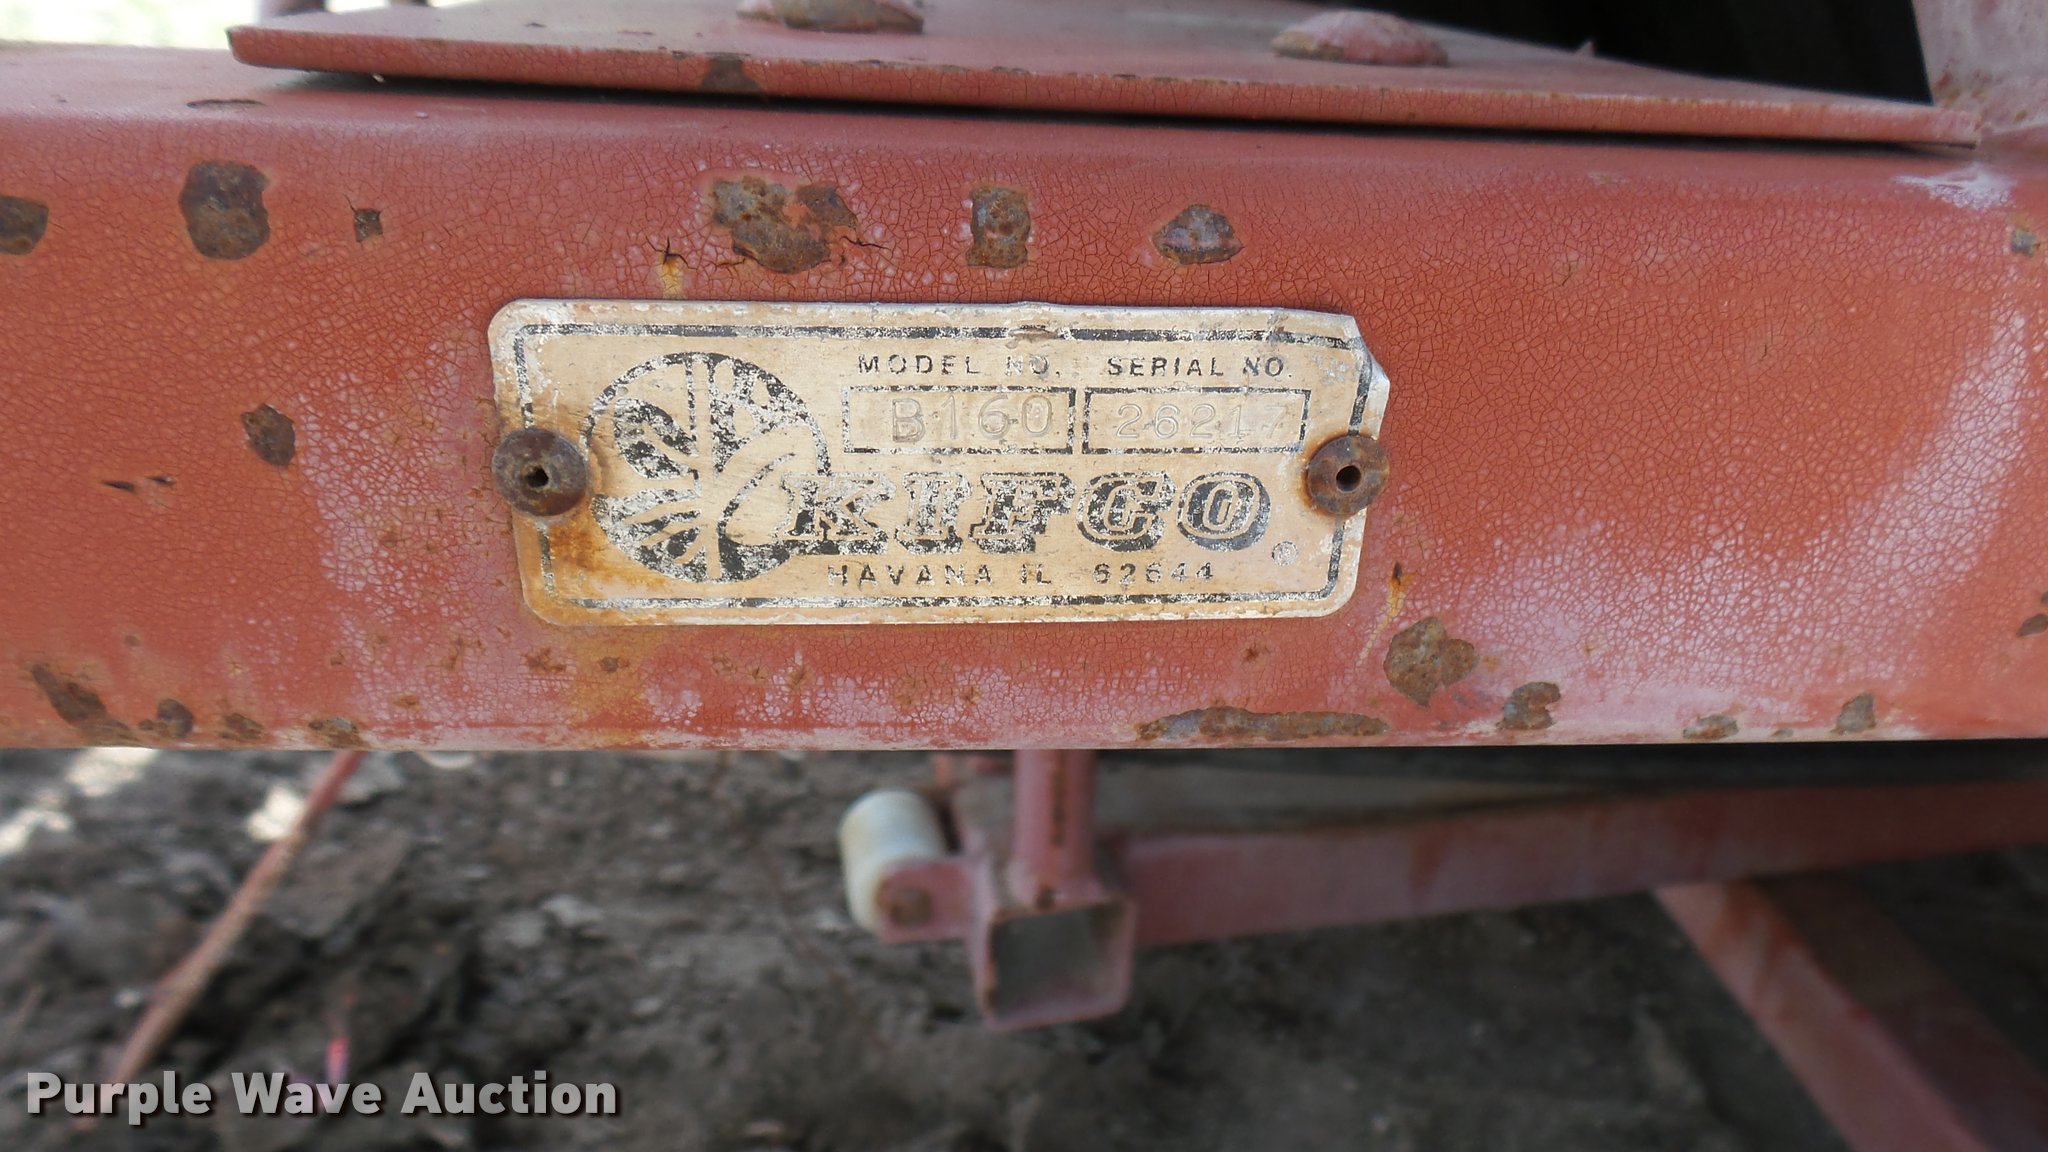 MODEL NO. SERIAL NO.
B160 26217
KIFCO®
HAVANA IL 62644
Purple Wave Auction